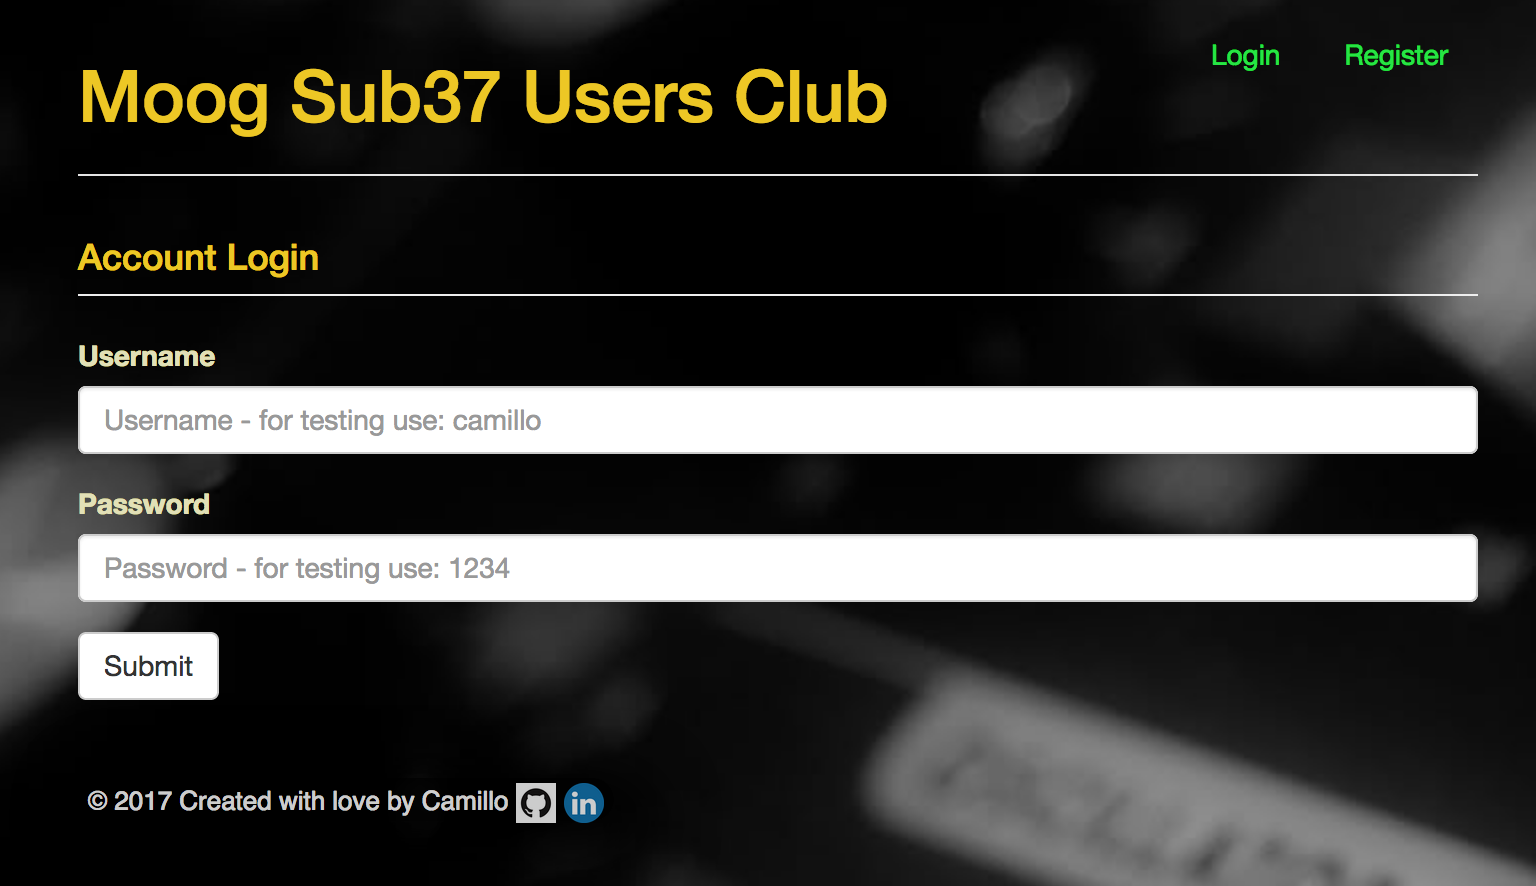 Login Register
Moog Sub37 Users Club
Account Login
Username
Username - for testing use: camillo
Password
Password - for testing use: 1234
Submit
© 2017 Created with love by Camillo in